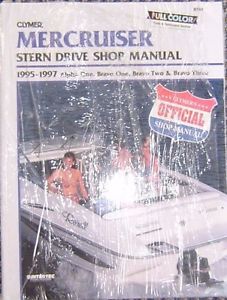 CLYMER
FULL COLOR
MERCRUISER
STERN DRIVE SHOP MANUAL
1995-1997 Alpha One, Bravo One, Bravo Two & Bravo Three
CLYMER
OFFICIAL
SHOP MANUAL